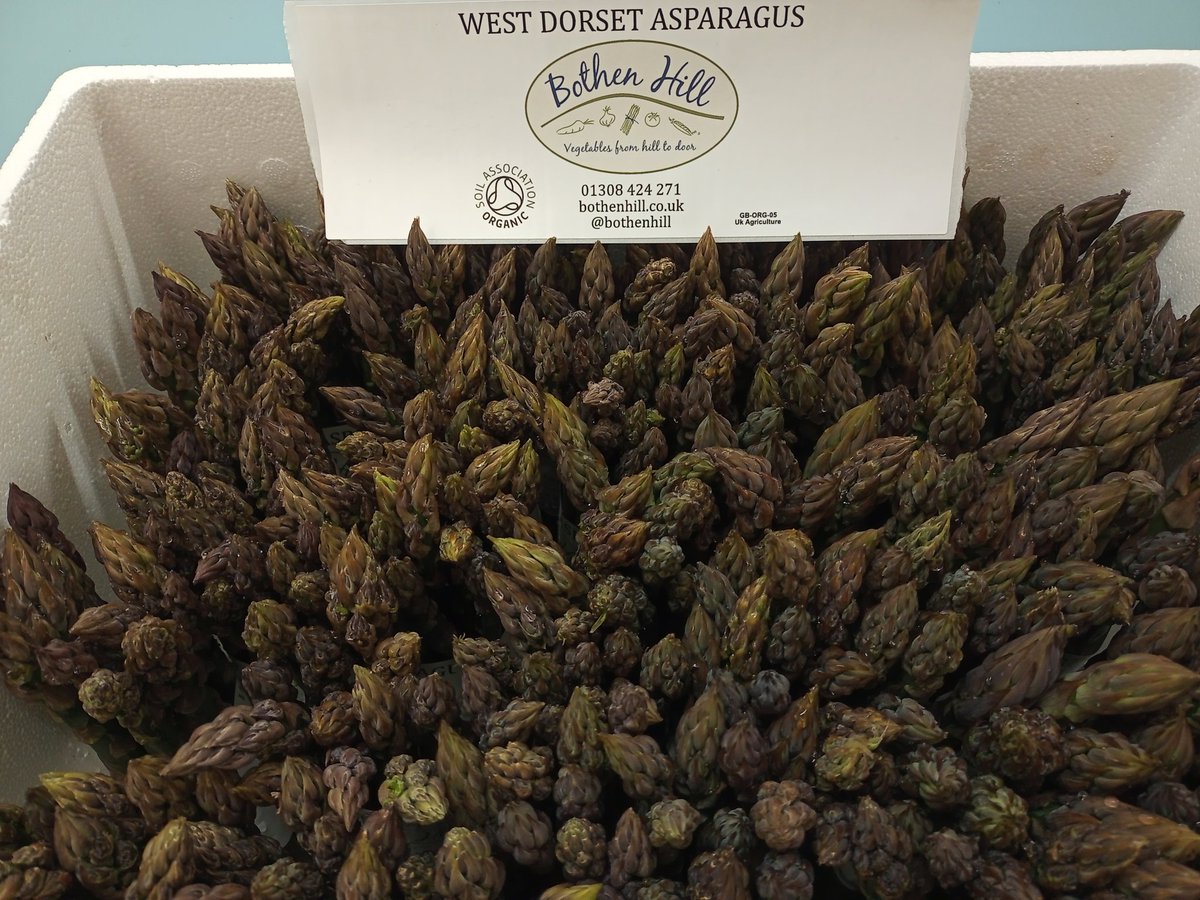 WEST DORSET ASPARAGUS
Bothen Hill
Vegetables from hill to door
SOIL ASSOCIATION
ORGANIC
01308 424 271
bothenhill.co.uk
@bothenhill
GB-ORG-05
Uk Agriculture